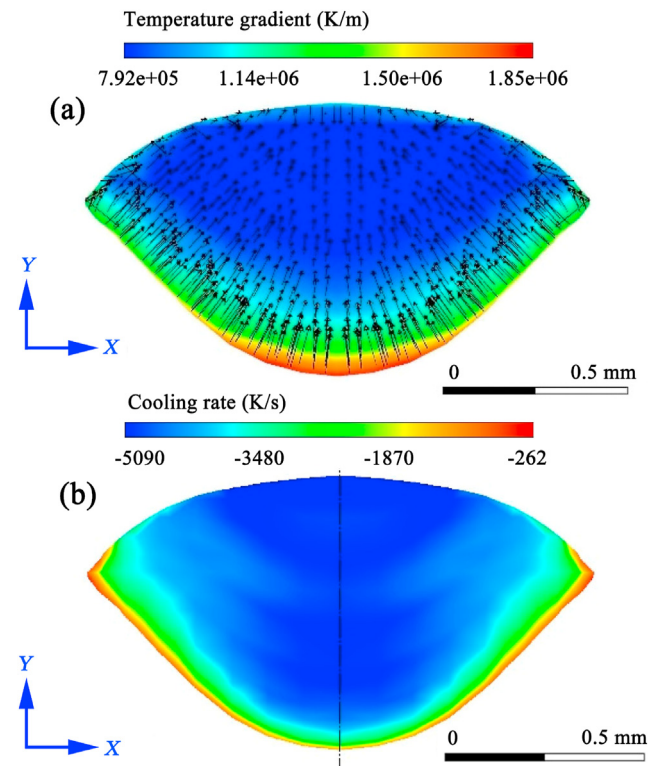 Temperature gradient (K/m)
7.92e+05 1.14e+06 1.50e+06 1.85e+06
(a)
Y
X
0 0.5 mm
Cooling rate (K/s)
-5090 -3480 -1870 -262
(b)
Y
X
0 0.5 mm